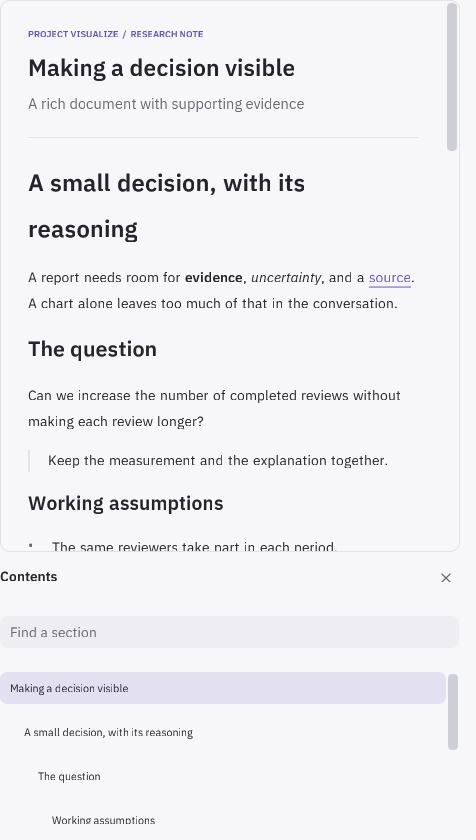 PROJECT VISUALIZE / RESEARCH NOTE
Making a decision visible
A rich document with supporting evidence
A small decision, with its
reasoning
A report needs room for evidence, uncertainty, and a source.
A chart alone leaves too much of that in the conversation.
The question
Can we increase the number of completed reviews without
making each review longer?
Keep the measurement and the explanation together.
Working assumptions
The same reviewers take part in each period.
Contents
Find a section
Making a decision visible
A small decision, with its reasoning
The question
Working assumptions